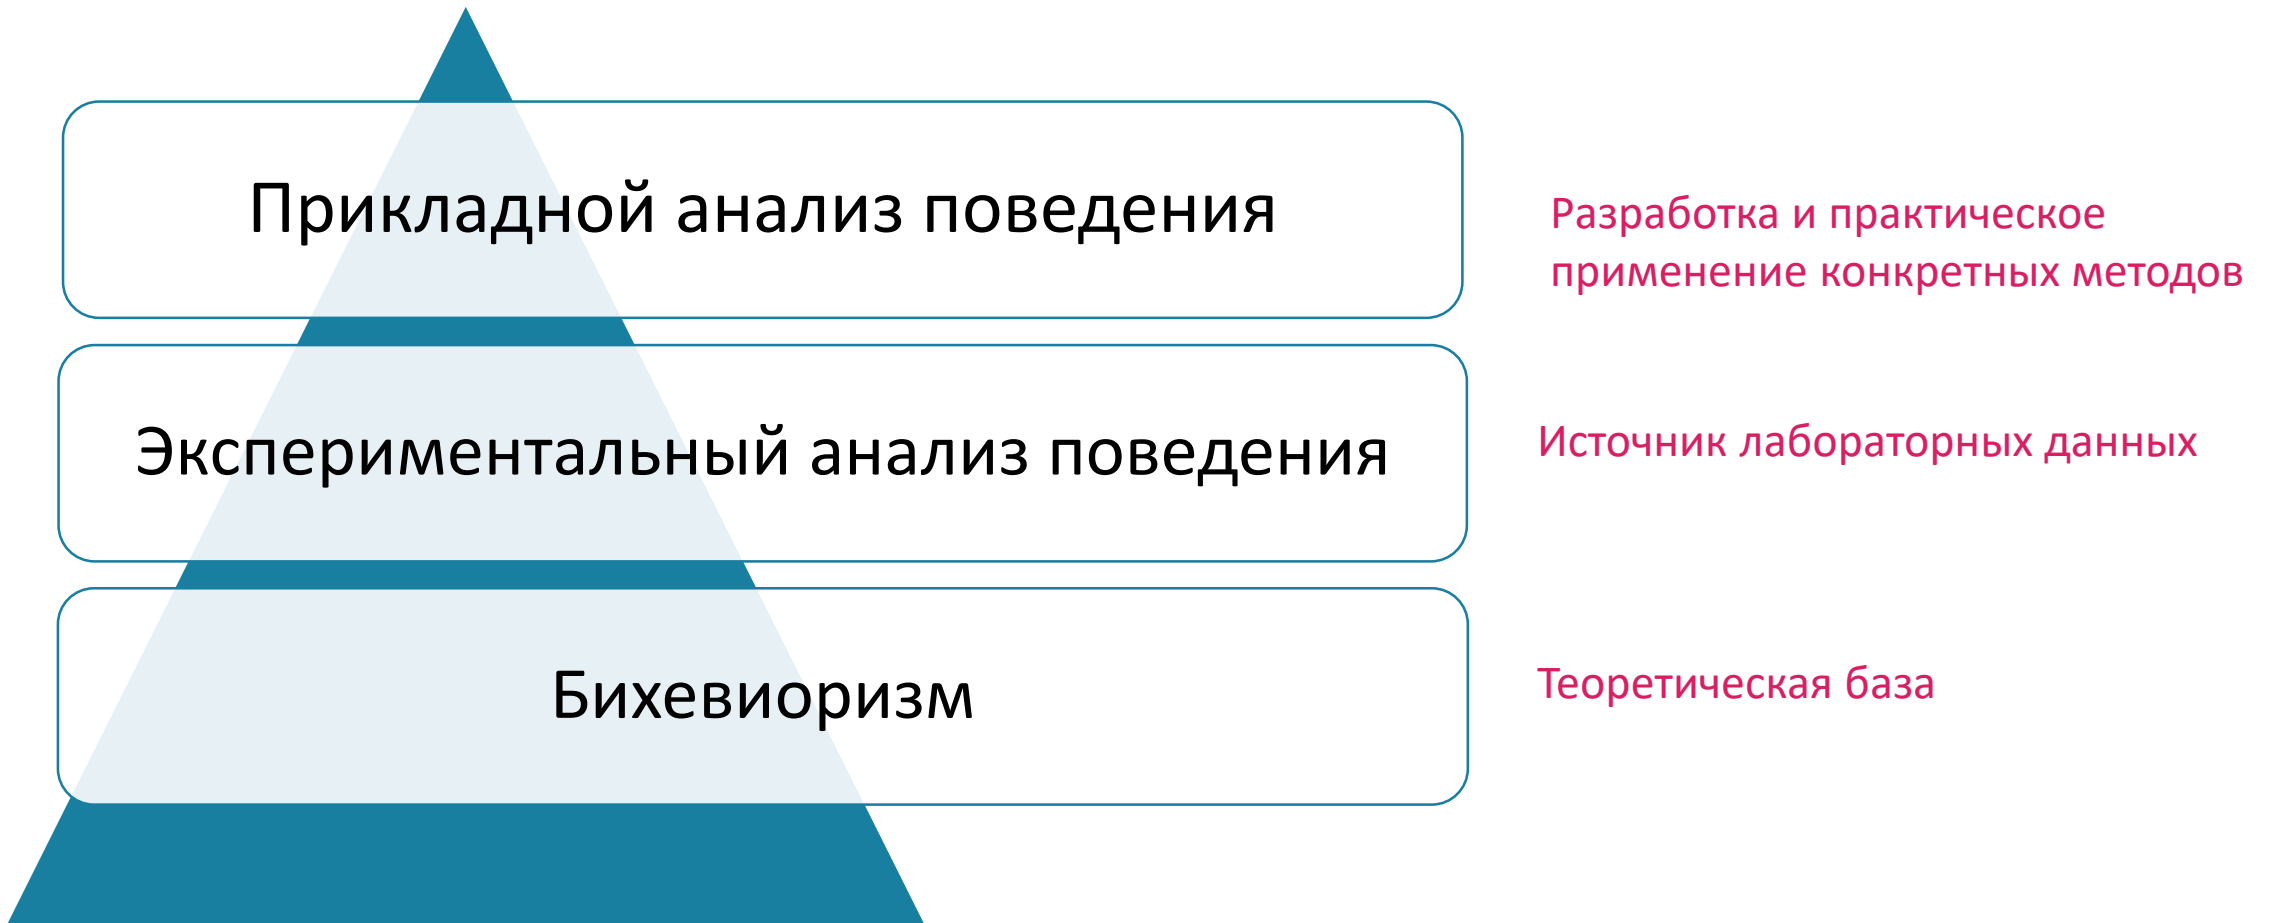 Прикладной анализ поведения
Разработка и практическое
применение конкретных методов
Экспериментальный анализ поведения
Источник лабораторных данных
Бихевиоризм
Теоретическая база